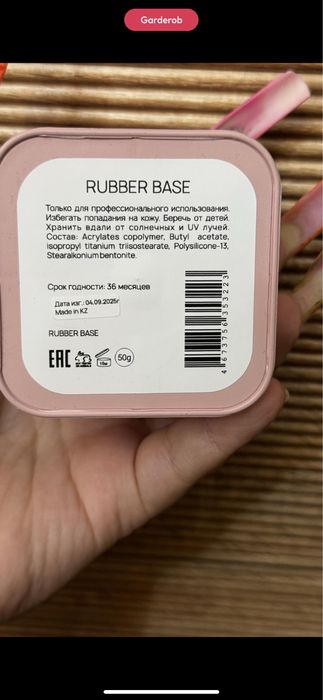 Garderob
RUBBER BASE
Только для профессионального использования.
Избегать попадания на кожу. Беречь от детей.
Хранить вдали от солнечных и UV лучей.
Состав: Acrylates copolymer, Butyl acetate,
isopropyl titanium triisostearate, Polysilicone-13,
Stearalkonium bentonite.
Срок годности: 36 месяцев
Дата изг.: 04.09.2025г
Made in KZ
RUBBER BASE
EAC
50g
4673756353223